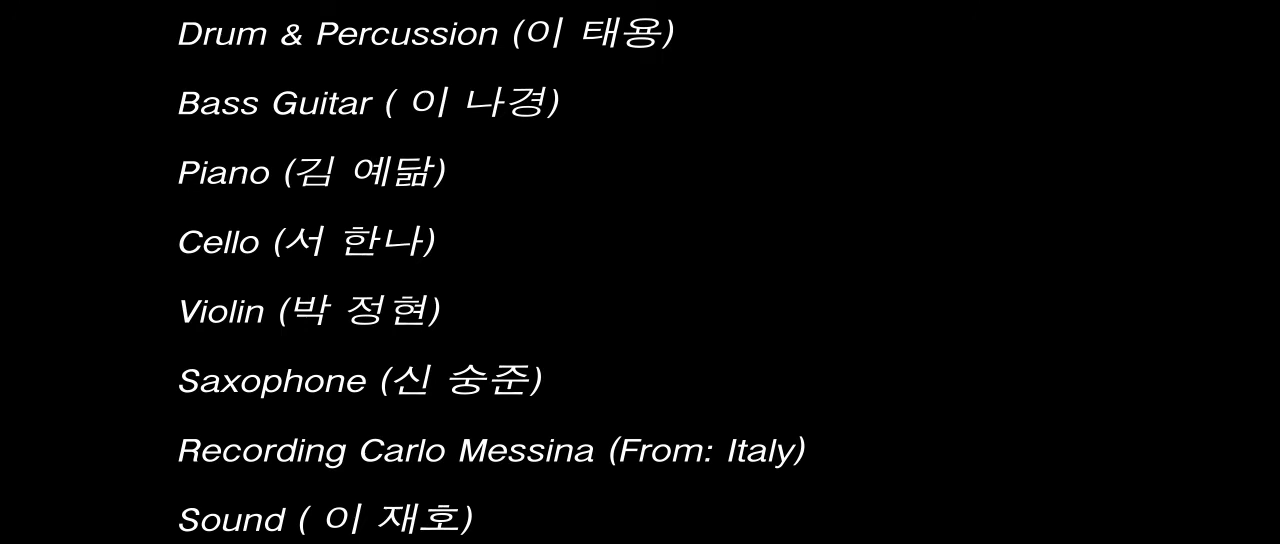 Drum & Percussion (이 태용)
Bass Guitar ( 이 나경)
Piano (김 예닮)
Cello (서 한나)
Violin (박 정현)
Saxophone (신 숭준)
Recording Carlo Messina (From: Italy)
Sound ( 이 재호)